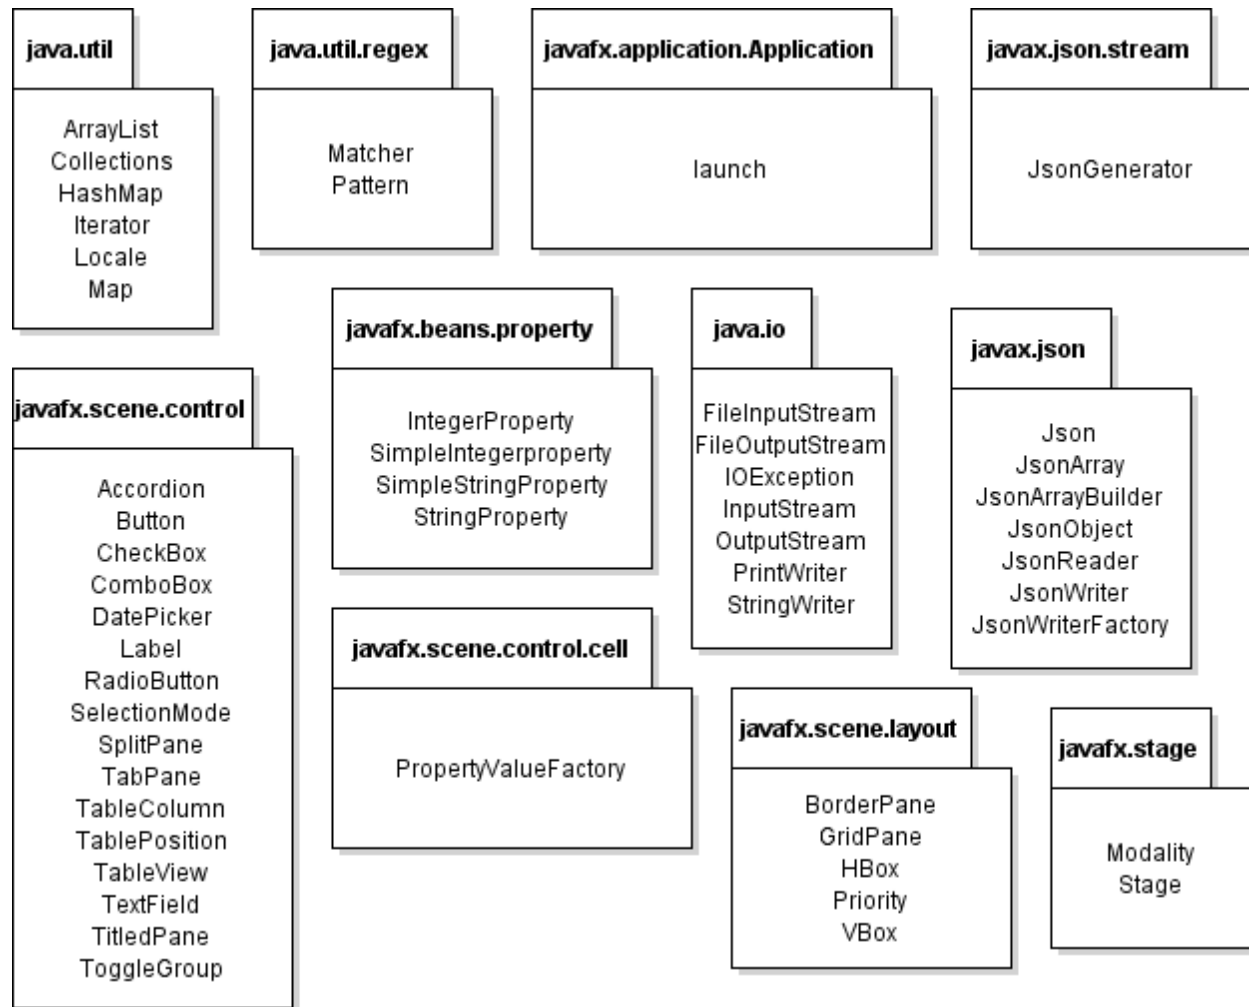 java.util
ArrayList
Collections
HashMap
Iterator
Locale
Map
java.util.regex
Matcher
Pattern
javafx.application.Application
launch
javax.json.stream
JsonGenerator
javafx.beans.property
IntegerProperty
SimpleIntegerproperty
SimpleStringProperty
StringProperty
java.io
FileInputStream
FileOutputStream
IOException
InputStream
OutputStream
PrintWriter
StringWriter
javax.json
Json
JsonArray
JsonArrayBuilder
JsonObject
JsonReader
JsonWriter
JsonWriterFactory
javafx.scene.control
Accordion
Button
CheckBox
ComboBox
DatePicker
Label
RadioButton
SelectionMode
SplitPane
TabPane
TableColumn
TablePosition
TableView
TextField
TitledPane
ToggleGroup
javafx.scene.control.cell
PropertyValueFactory
javafx.scene.layout
BorderPane
GridPane
HBox
Priority
VBox
javafx.stage
Modality
Stage